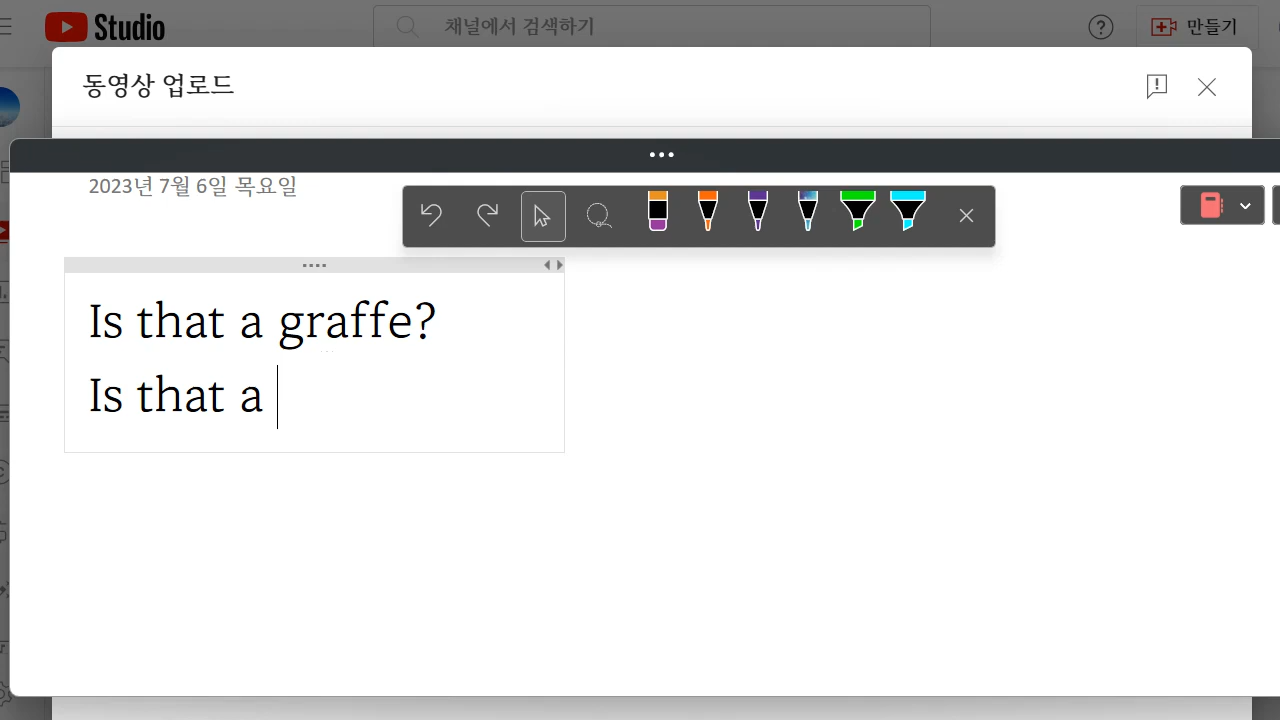 Studio
채널에서 검색하기
만들기
동영상 업로드
2023년 7월 6일 목요일
Is that a graffe?
Is that a